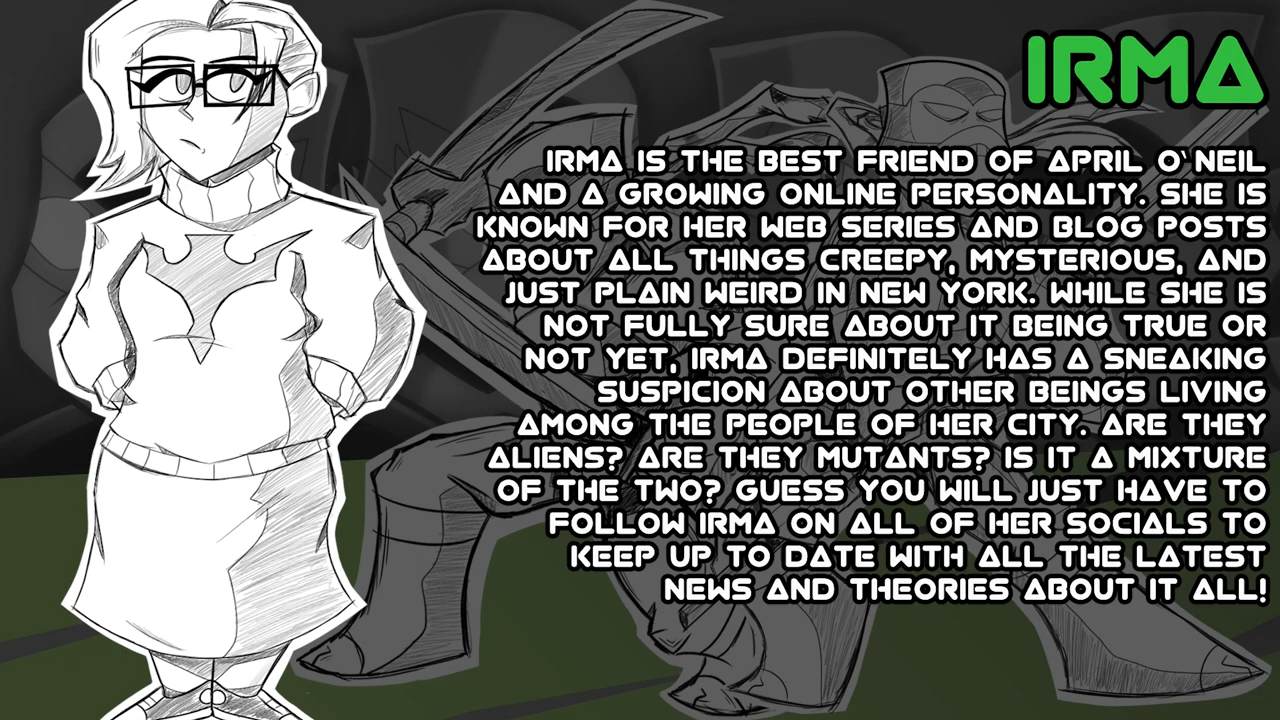 IRMA
IRMA IS THE BEST FRIEND OF APRIL O`NEIL
AND A GROWING ONLINE PERSONALITY. SHE IS
KNOWN FOR HER WEB SERIES AND BLOG POSTS
ABOUT ALL THINGS CREEPY, MYSTERIOUS, AND
JUST PLAIN WEIRD IN NEW YORK. WHILE SHE IS
NOT FULLY SURE ABOUT IT BEING TRUE OR
NOT YET, IRMA DEFINITELY HAS A SNEAKING
SUSPICION ABOUT OTHER BEINGS LIVING
AMONG THE PEOPLE OF HER CITY. ARE THEY
ALIENS? ARE THEY MUTANTS? IS IT A MIXTURE
OF THE TWO? GUESS YOU WILL JUST HAVE TO
FOLLOW IRMA ON ALL OF HER SOCIALS TO
KEEP UP TO DATE WITH ALL THE LATEST
NEWS AND THEORIES ABOUT IT ALL!